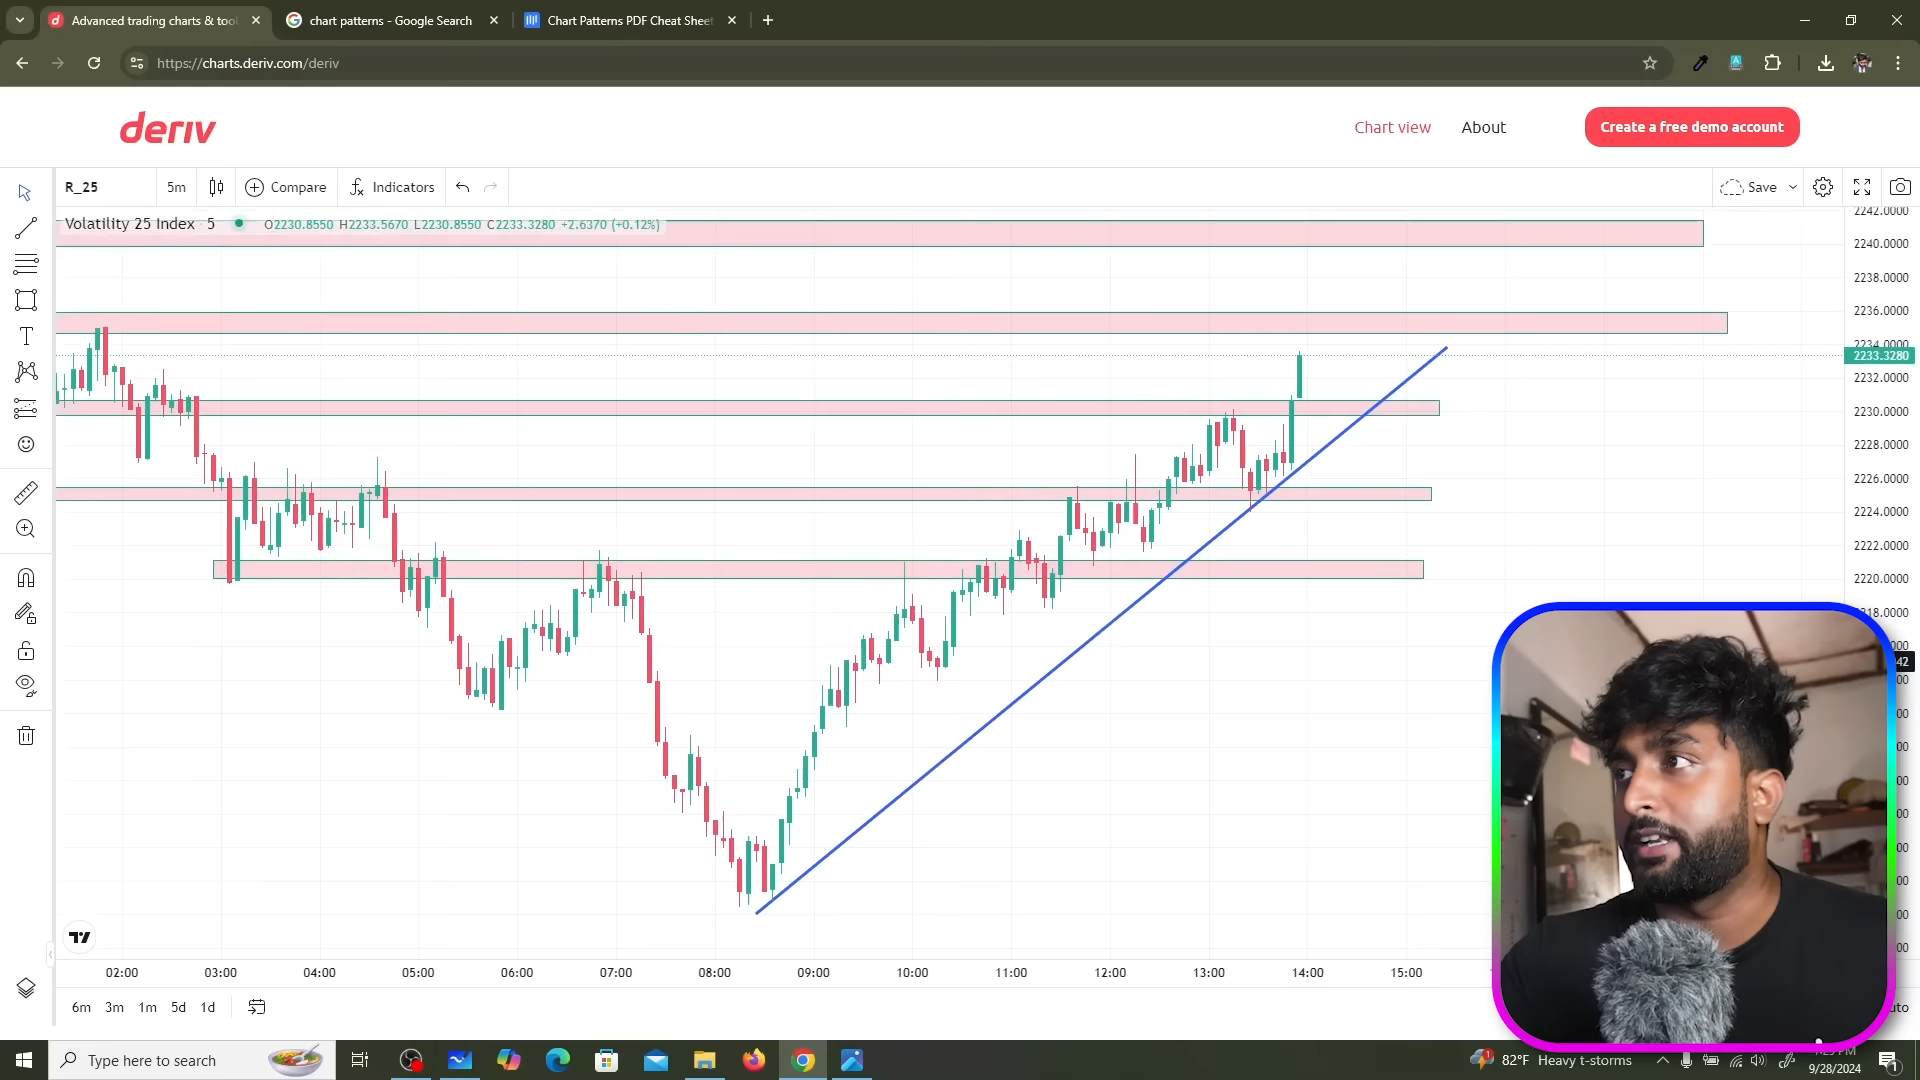 Advanced trading charts & tool
chart patterns - Google Search
Chart Patterns PDF Cheat Sheet
https://charts.deriv.com/deriv
deriv
Chart view
About
Create a free demo account
R_25
5m
Compare
Indicators
Save
Volatility 25 Index · 5
O2230.8550 H2233.5670 L2230.8550 C2233.3280 +2.6370 (+0.12%)
2242.0000
2240.0000
2238.0000
2236.0000
2234.0000
2233.3280
2232.0000
2230.0000
2228.0000
2226.0000
2224.0000
2222.0000
2220.0000
02:00 03:00 04:00 05:00 06:00 07:00 08:00 09:00 10:00 11:00 12:00 13:00 14:00 15:00
6m 3m 1m 5d 1d
Type here to search
82°F Heavy t-storms
9/28/2024